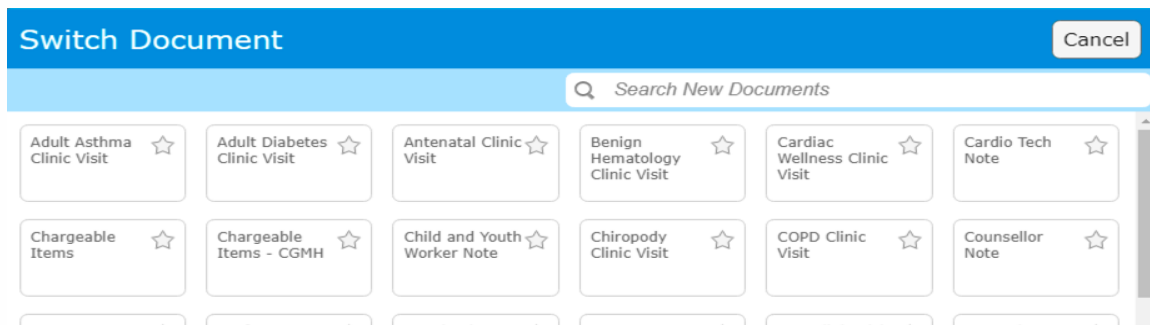 Switch Document
Cancel
Search New Documents
Adult Asthma
Clinic Visit
Adult Diabetes
Clinic Visit
Antenatal Clinic
Visit
Benign
Hematology
Clinic Visit
Cardiac
Wellness Clinic
Visit
Cardio Tech
Note
Chargeable
Items
Chargeable
Items - CGMH
Child and Youth
Worker Note
Chiropody
Clinic Visit
COPD Clinic
Visit
Counsellor
Note